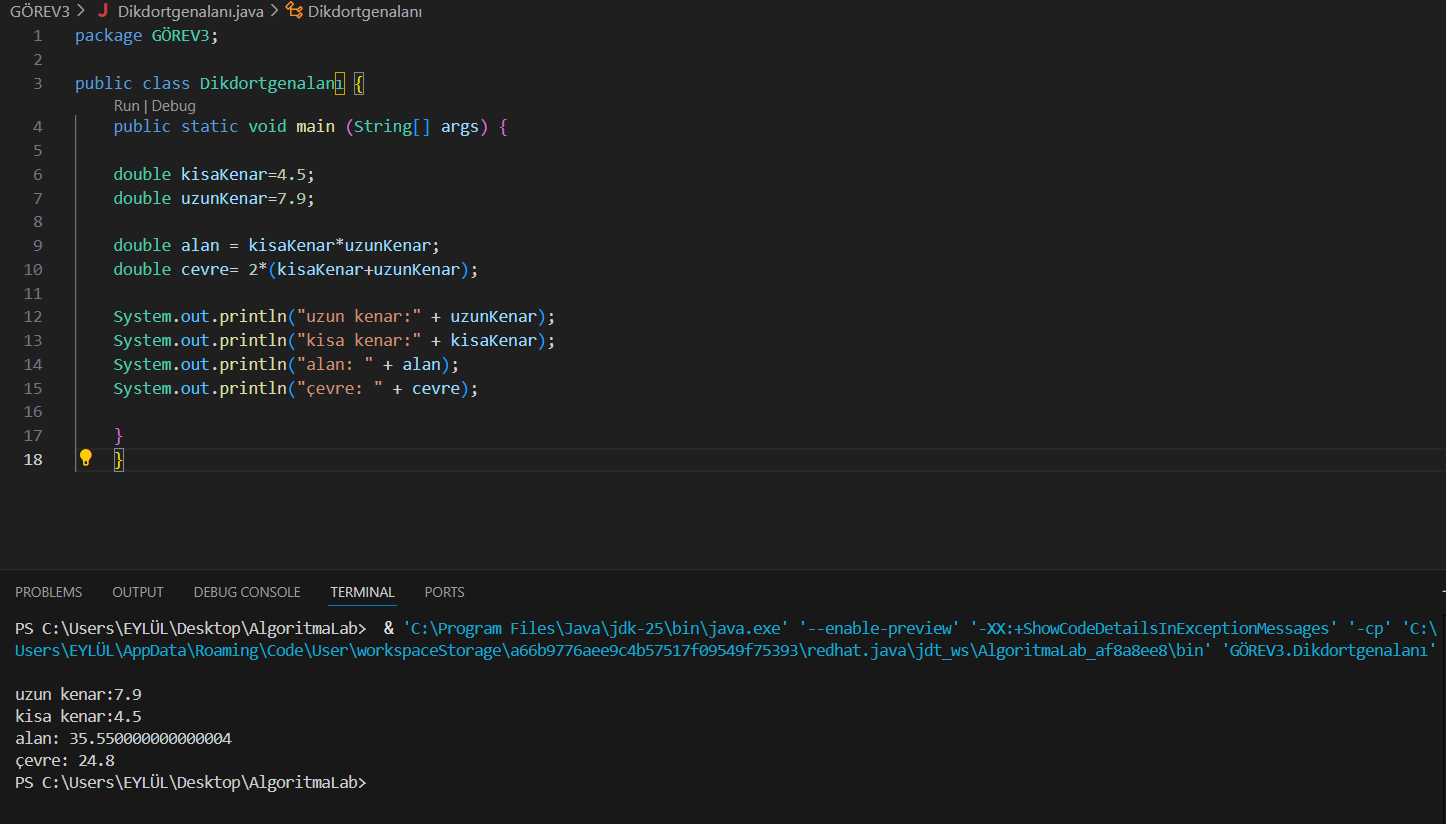 GÖREV3 > J Dikdortgenalanı.java > Dikdortgenalanı
1 package GÖREV3;
2
3 public class Dikdortgenalanı {
Run | Debug
4 public static void main (String[] args) {
5
6 double kisaKenar=4.5;
7 double uzunKenar=7.9;
8
9 double alan = kisaKenar*uzunKenar;
10 double cevre= 2*(kisaKenar+uzunKenar);
11
12 System.out.println("uzun kenar:" + uzunKenar);
13 System.out.println("kisa kenar:" + kisaKenar);
14 System.out.println("alan: " + alan);
15 System.out.println("çevre: " + cevre);
16
17 }
18 }
PROBLEMS OUTPUT DEBUG CONSOLE TERMINAL PORTS
PS C:\Users\EYLÜL\Desktop\AlgoritmaLab>  & 'C:\Program Files\Java\jdk-25\bin\java.exe' '--enable-preview' '-XX:+ShowCodeDetailsInExceptionMessages' '-cp' 'C:\
Users\EYLÜL\AppData\Roaming\Code\User\workspaceStorage\a66b9776aee9c4b57517f09549f75393\redhat.java\jdt_ws\AlgoritmaLab_af8a8ee8\bin' 'GÖREV3.Dikdortgenalanı'
uzun kenar:7.9
kisa kenar:4.5
alan: 35.550000000000004
çevre: 24.8
PS C:\Users\EYLÜL\Desktop\AlgoritmaLab>